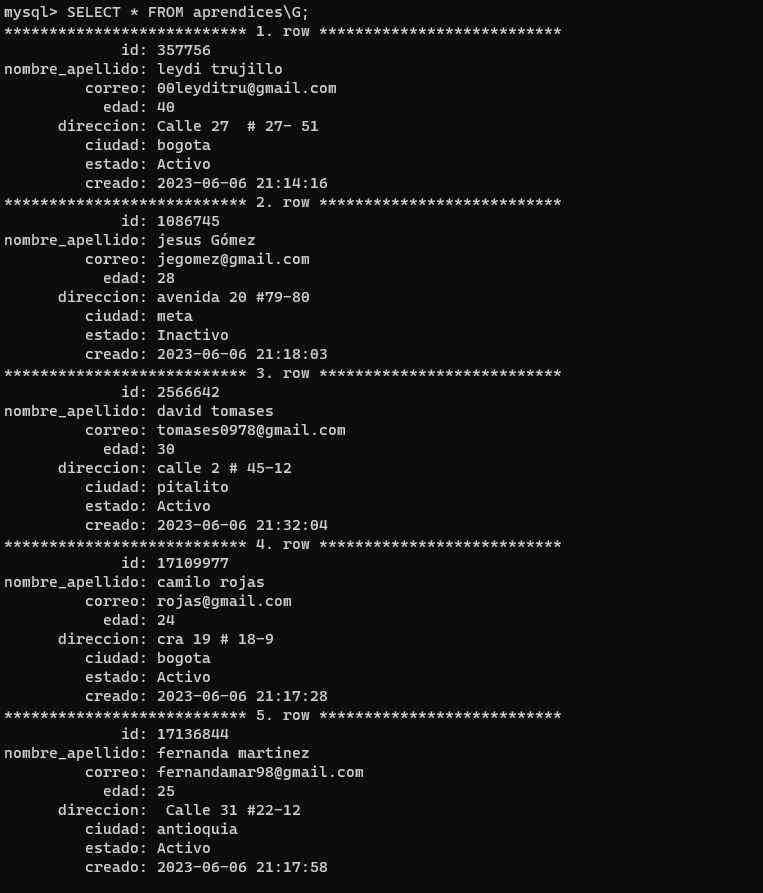 mysql> SELECT * FROM aprendices\G;
*************************** 1. row ***************************
id: 357756
nombre_apellido: leydi trujillo
correo: 00leyditru@gmail.com
edad: 40
direccion: Calle 27  # 27- 51
ciudad: bogota
estado: Activo
creado: 2023-06-06 21:14:16
*************************** 2. row ***************************
id: 1086745
nombre_apellido: jesus Gómez
correo: jegomez@gmail.com
edad: 28
direccion: avenida 20 #79-80
ciudad: meta
estado: Inactivo
creado: 2023-06-06 21:18:03
*************************** 3. row ***************************
id: 2566642
nombre_apellido: david tomases
correo: tomases0978@gmail.com
edad: 30
direccion: calle 2 # 45-12
ciudad: pitalito
estado: Activo
creado: 2023-06-06 21:32:04
*************************** 4. row ***************************
id: 17109977
nombre_apellido: camilo rojas
correo: rojas@gmail.com
edad: 24
direccion: cra 19 # 18-9
ciudad: bogota
estado: Activo
creado: 2023-06-06 21:17:28
*************************** 5. row ***************************
id: 17136844
nombre_apellido: fernanda martinez
correo: fernandamar98@gmail.com
edad: 25
direccion:  Calle 31 #22-12
ciudad: antioquia
estado: Activo
creado: 2023-06-06 21:17:58